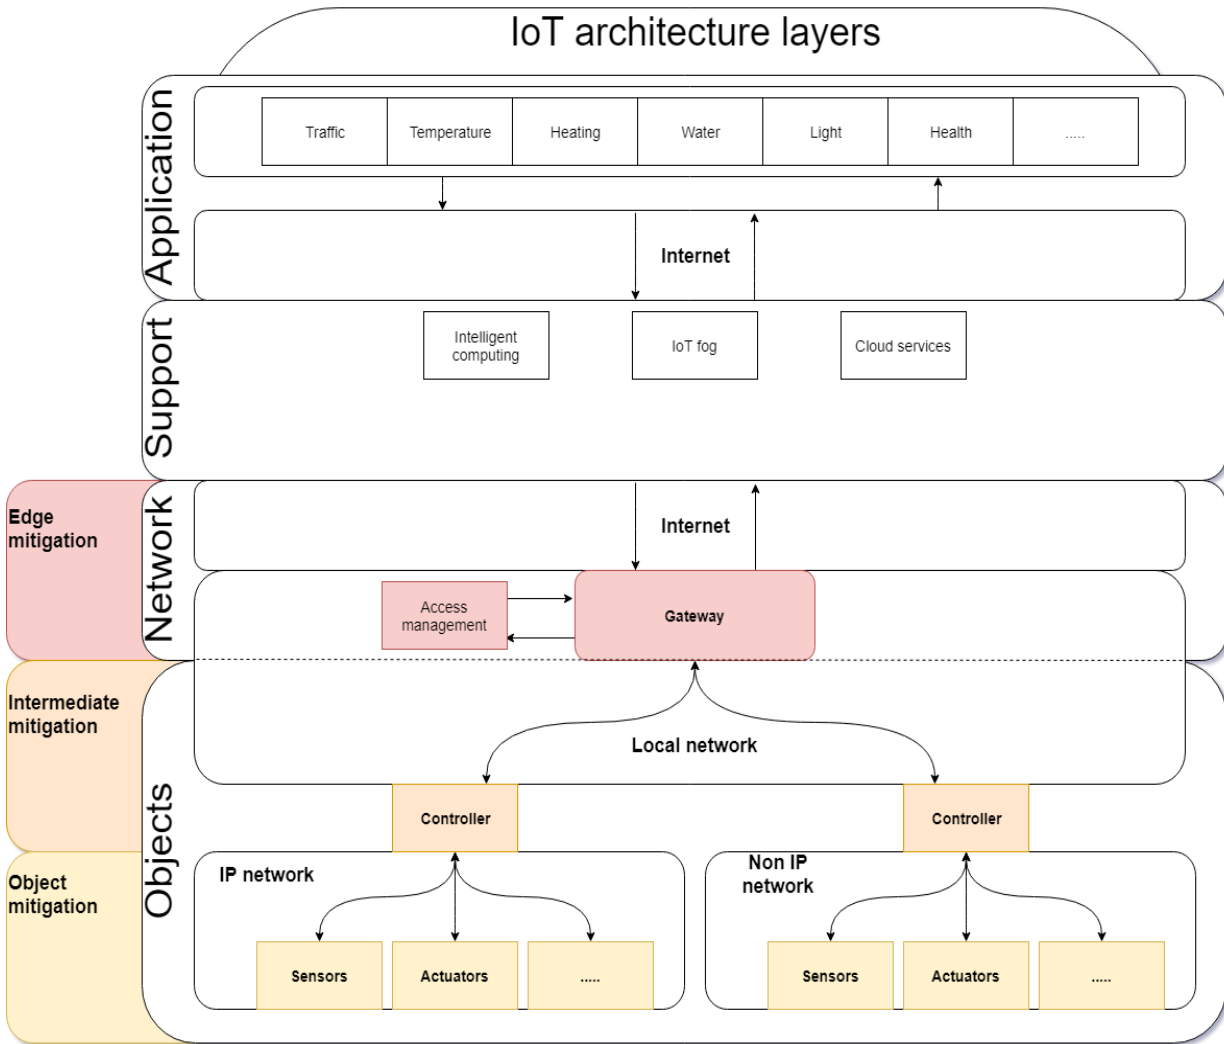 IoT architecture layers
Application
Traffic
Temperature
Heating
Water
Light
Health
.....
Internet
Support
Intelligent
computing
IoT fog
Cloud services
Edge
mitigation
Network
Internet
Access
management
Gateway
Intermediate
mitigation
Local network
Objects
Controller
Controller
Object
mitigation
IP network
Non IP
network
Sensors
Actuators
.....
Sensors
Actuators
.....